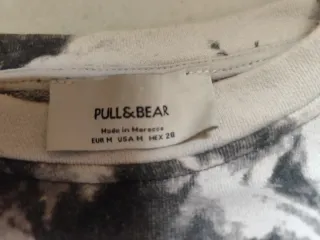 PULL&BEAR
Made in Morocco
EUR M USA M MEX 28